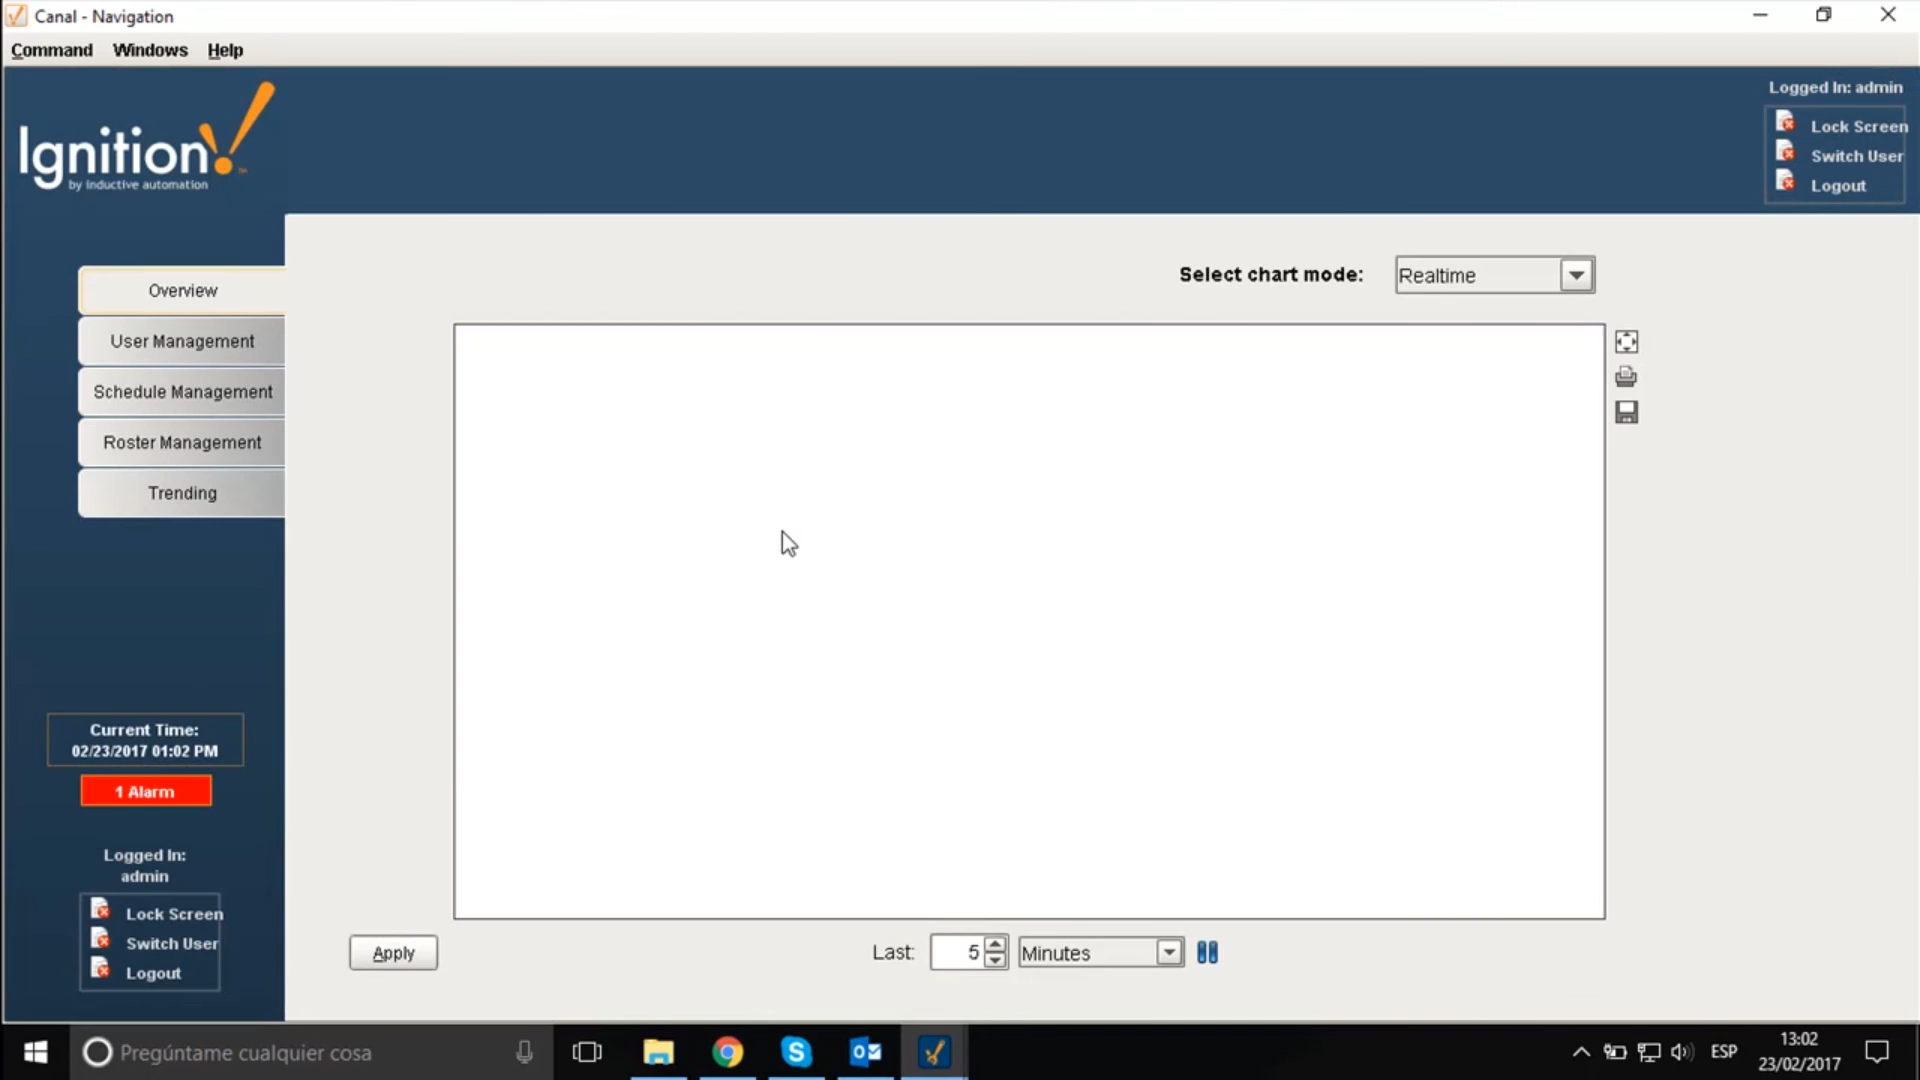 Canal - Navigation
Command Windows Help
Ignition!
by inductive automation
Logged In: admin
Lock Screen
Switch User
Logout
Select chart mode: Realtime
Overview
User Management
Schedule Management
Roster Management
Trending
Current Time:
02/23/2017 01:02 PM
1 Alarm
Logged In:
admin
Lock Screen
Switch User
Logout
Apply
Last: 5 Minutes
Pregúntame cualquier cosa
ESP
13:02
23/02/2017